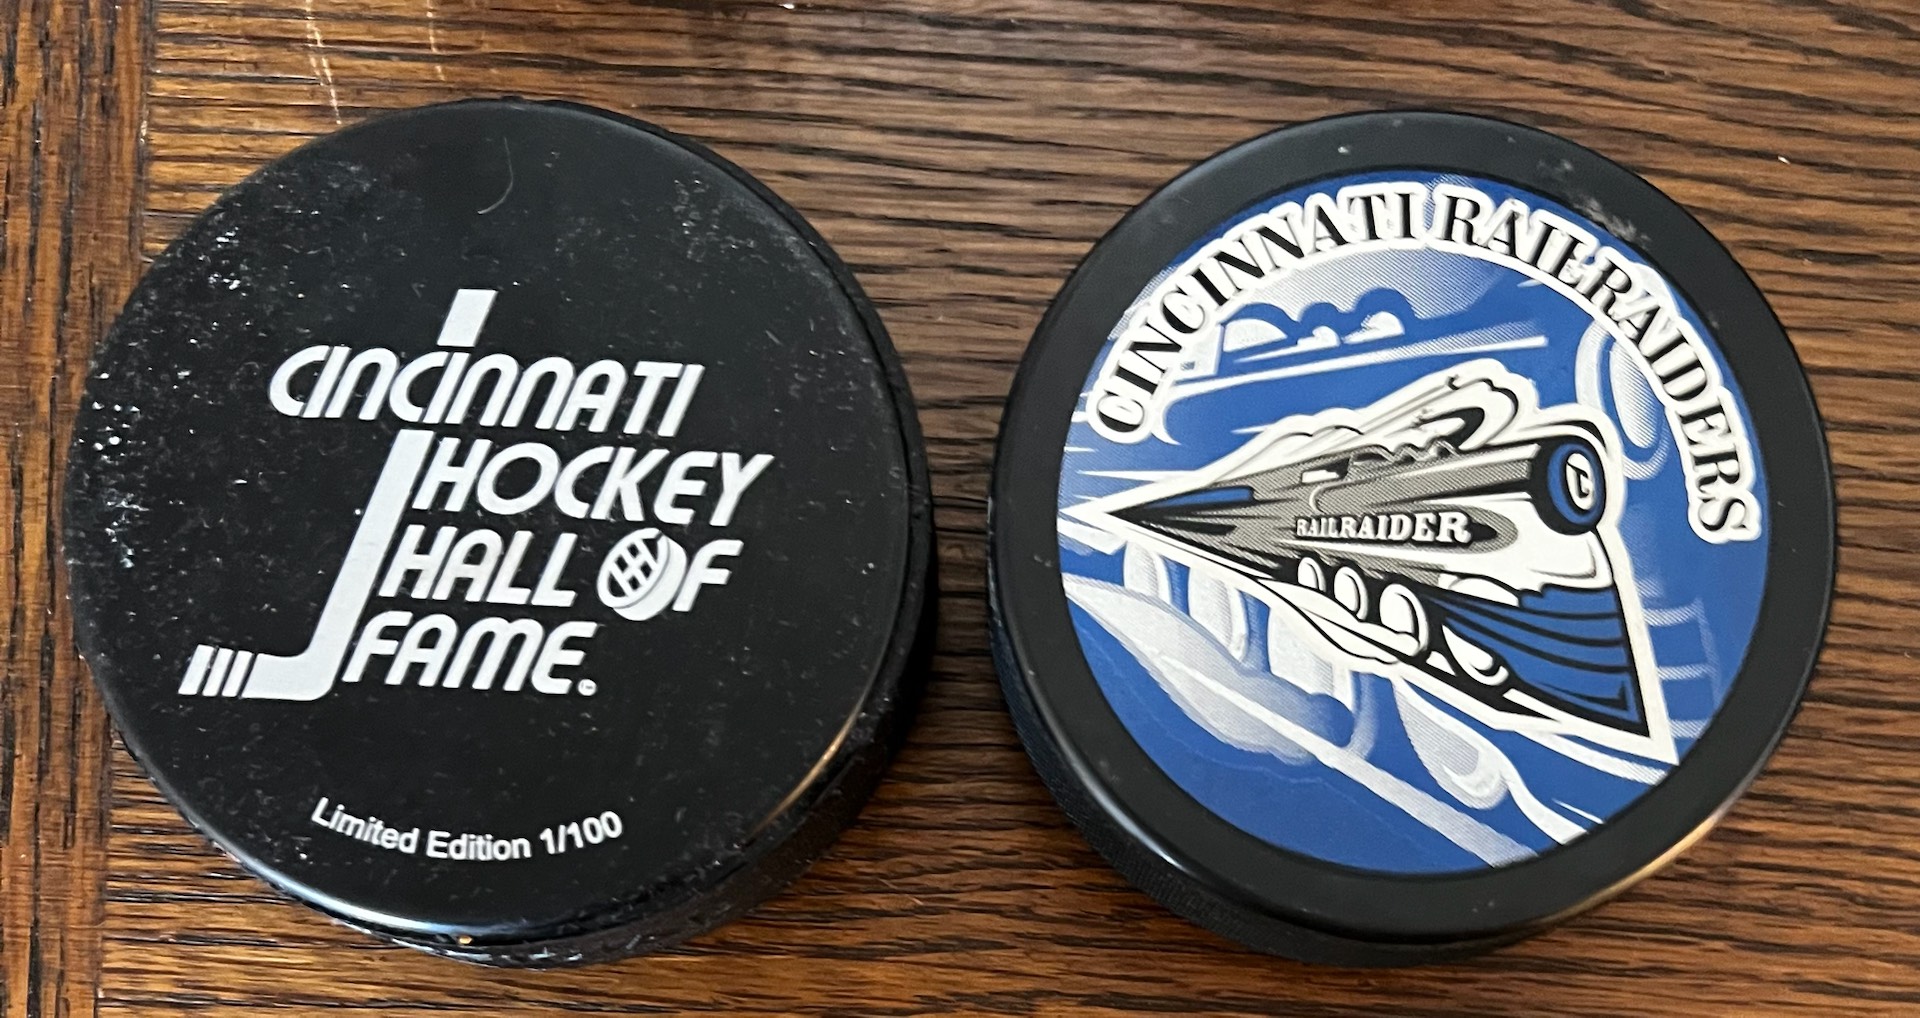 CINCINNATI
HOCKEY
HALL OF
FAME©
Limited Edition 1/100
CINCINNATI RAILRAIDERS
RAILRAIDER
C